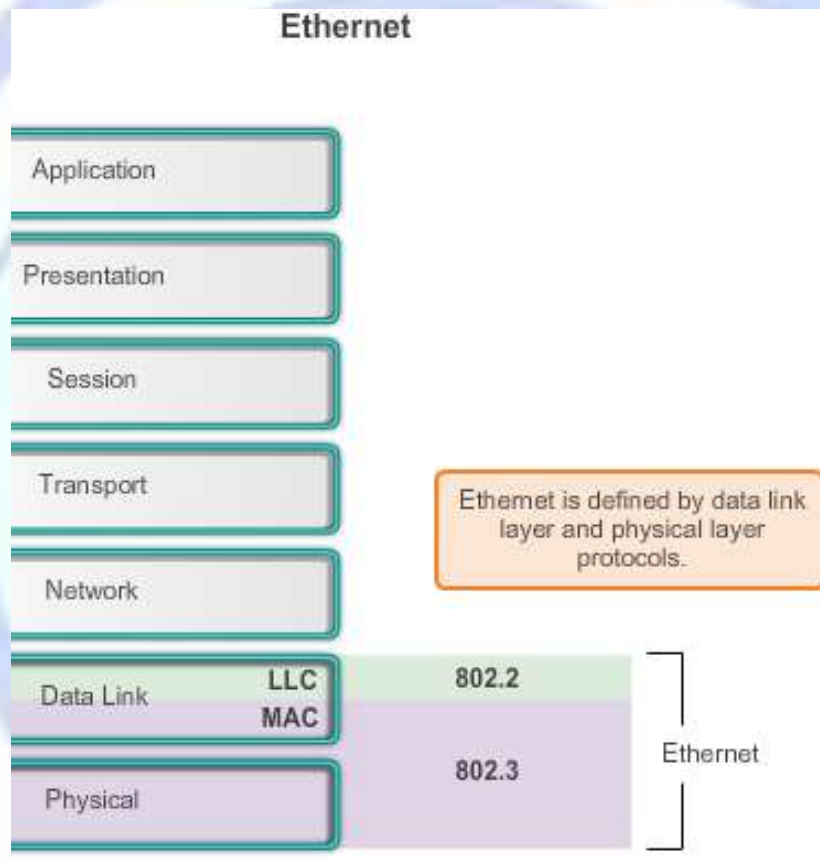 Ethernet
Application
Presentation
Session
Transport
Ethernet is defined by data link
layer and physical layer
protocols.
Network
Data Link
LLC
MAC
802.2
802.3
Ethernet
Physical